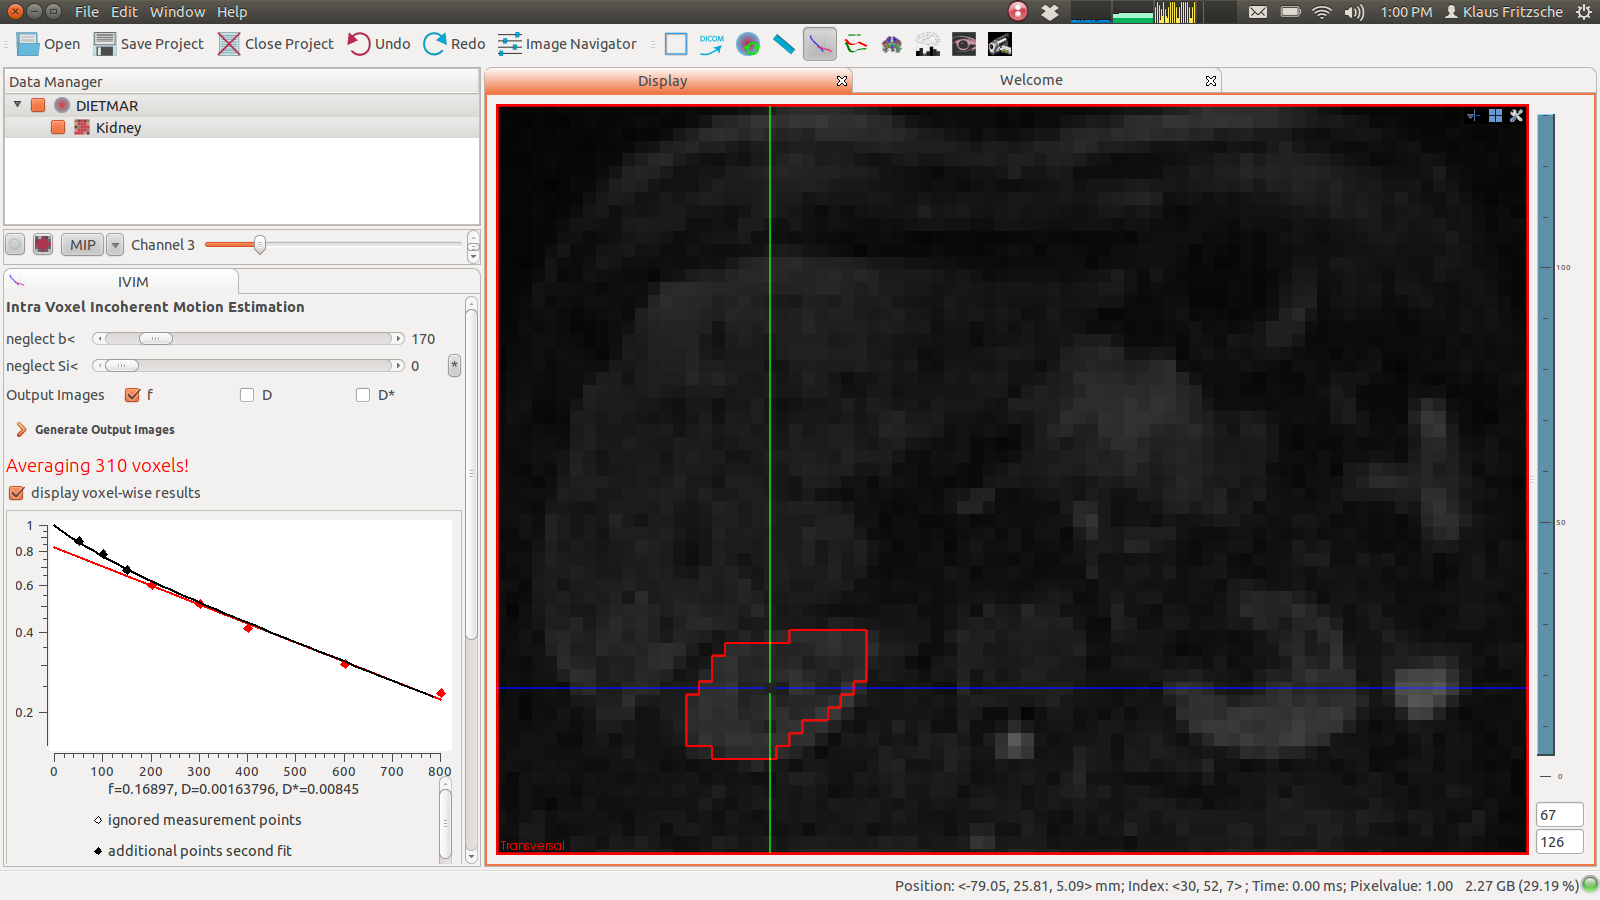 File Edit Window Help
1:00 PM Klaus Fritzsche
Open Save Project Close Project Undo Redo Image Navigator DICOM
Data Manager
DIETMAR
Kidney
MIP Channel 3
IVIM
Intra Voxel Incoherent Motion Estimation
neglect b< 170
neglect Si< 0 *
Output Images f D D*
Generate Output Images
Averaging 310 voxels!
display voxel-wise results
1
0.8
0.6
0.4
0.2
0 100 200 300 400 500 600 700 800
f=0.16897, D=0.00163796, D*=0.00845
ignored measurement points
additional points second fit
Display Welcome
Transversal
100
50
0
67
126
Position: <-79.05, 25.81, 5.09> mm; Index: <30, 52, 7> ; Time: 0.00 ms; Pixelvalue: 1.00 2.27 GB (29.19 %)